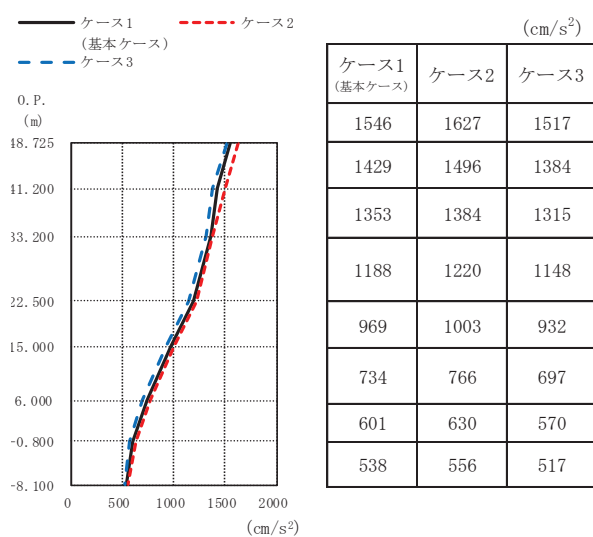 ケース1
(基本ケース)
ケース2
ケース3
O.P.
(m)
48.725
41.200
33.200
22.500
15.000
6.000
-0.800
-8.100
0 500 1000 1500 2000
(cm/s²)
(cm/s²)
ケース1
(基本ケース)
ケース2 ケース3
1546 1627 1517
1429 1496 1384
1353 1384 1315
1188 1220 1148
969 1003 932
734 766 697
601 630 570
538 556 517